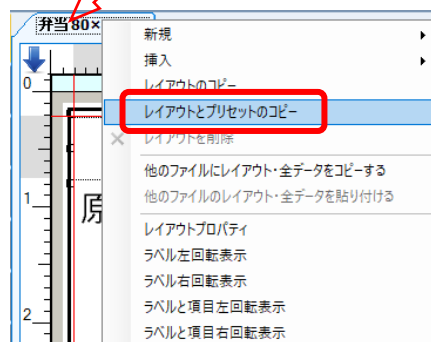 弁当80×
新規
挿入
レイアウトのコピー
レイアウトとプリセットのコピー
レイアウトを削除
他のファイルにレイアウト・全データをコピーする
他のファイルのレイアウト・全データを貼り付ける
レイアウトプロパティ
ラベル左回転表示
ラベル右回転表示
ラベルと項目左回転表示
ラベルと項目右回転表示
0
1
2
原